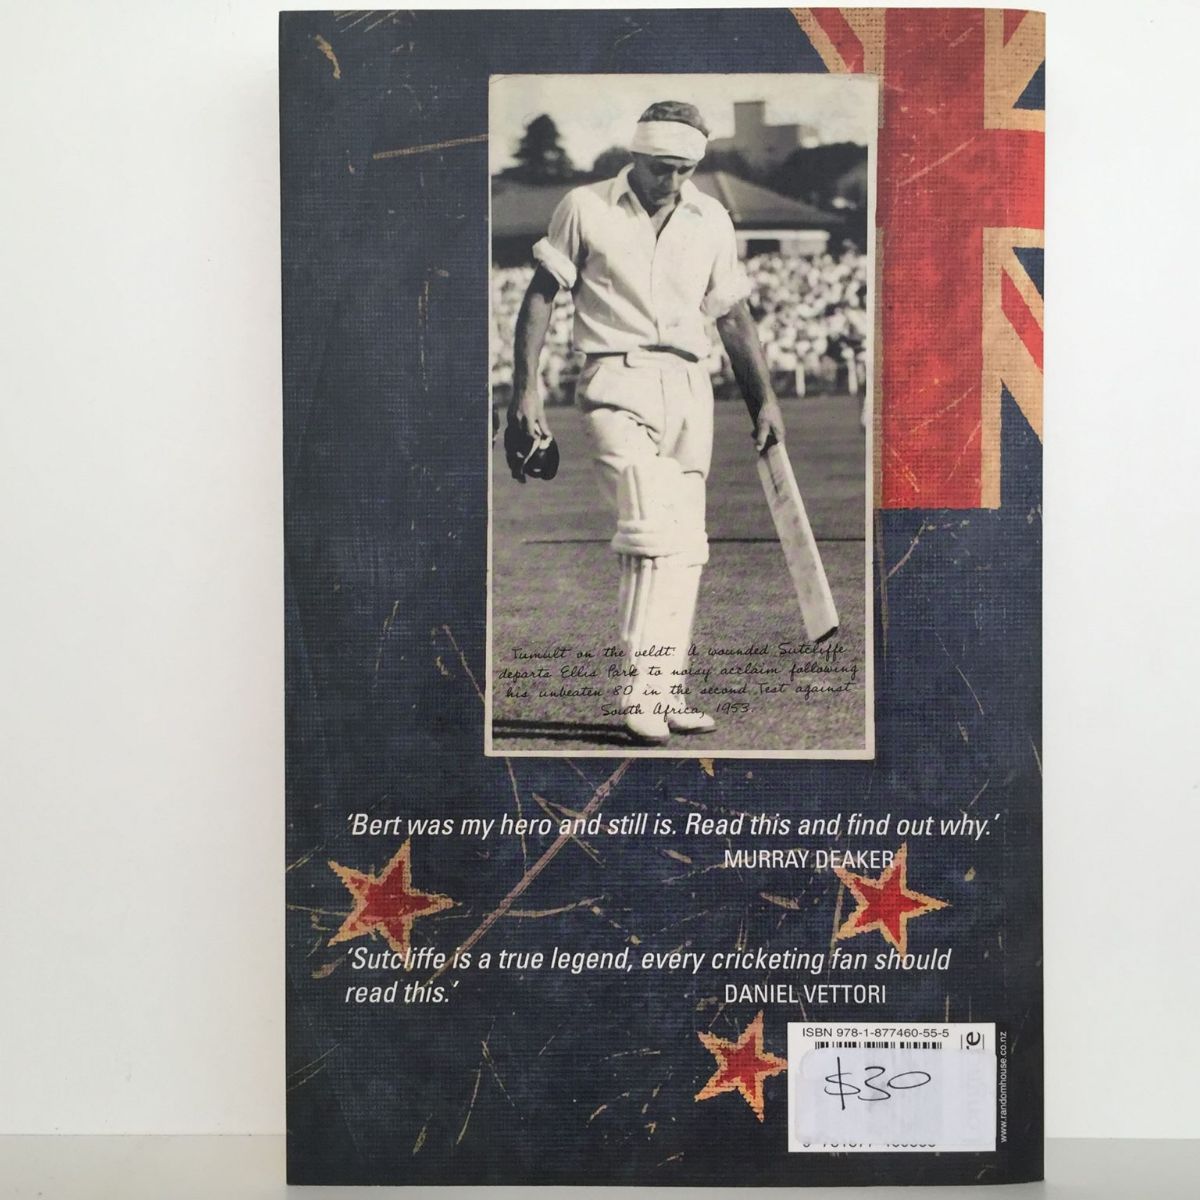 Tumult on the veldt: A wounded Sutcliffe
departs Ellis Park to noisy acclaim following
his unbeaten 80 in the second Test against
South Africa, 1953.
‘Bert was my hero and still is. Read this and find out why.’
MURRAY DEAKER
‘Sutcliffe is a true legend, every cricketing fan should
read this.’
DANIEL VETTORI
ISBN 978-1-877460-55-5
$30
www.randomhouse.co.nz